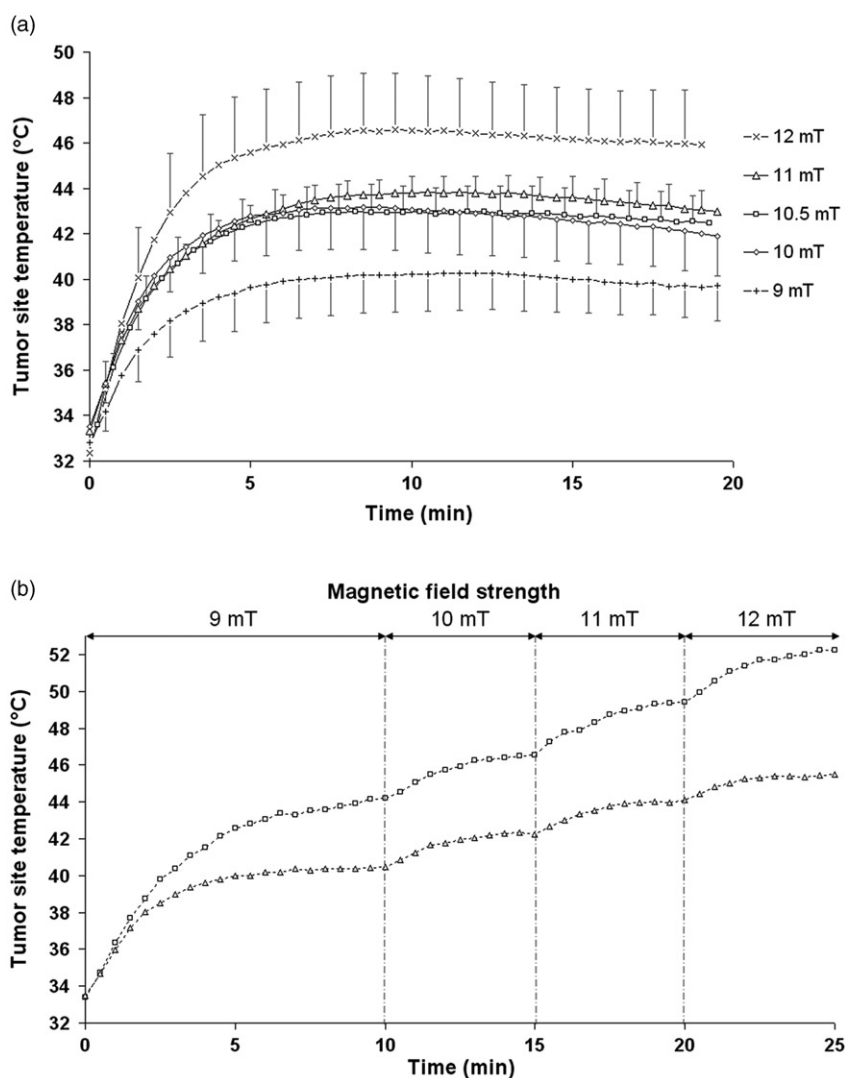 (a)
50
48
46
44
42
40
38
36
34
32
Tumor site temperature (°C)
0 5 10 15 20
Time (min)
12 mT
11 mT
10.5 mT
10 mT
9 mT
(b)
Magnetic field strength
9 mT 10 mT 11 mT 12 mT
52
50
48
46
44
42
40
38
36
34
32
Tumor site temperature (°C)
0 5 10 15 20 25
Time (min)